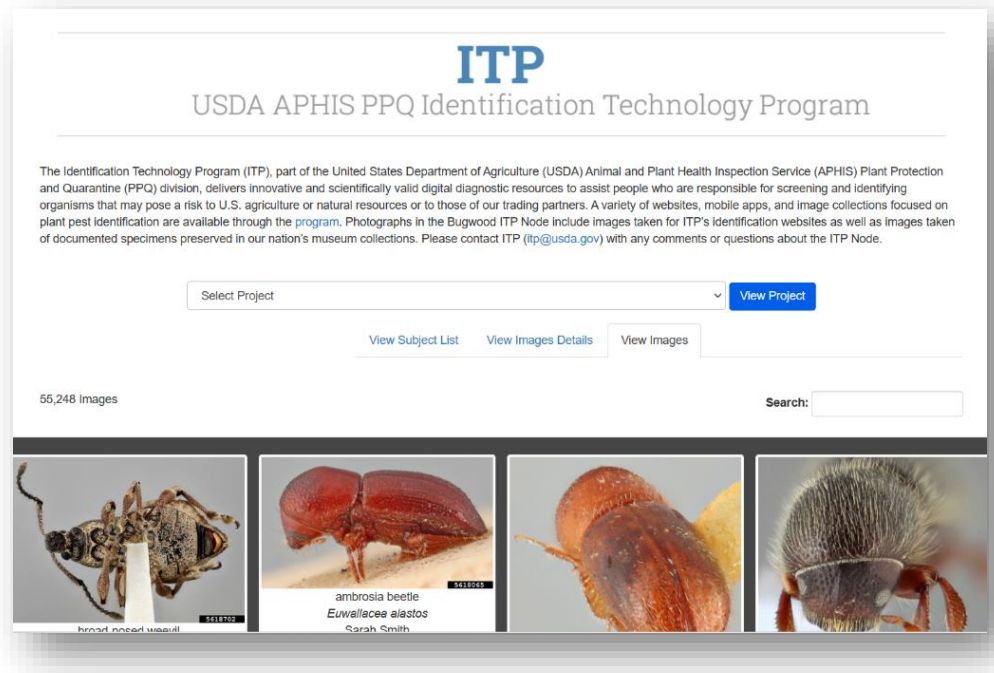 ITP
USDA APHIS PPQ Identification Technology Program
The Identification Technology Program (ITP), part of the United States Department of Agriculture (USDA) Animal and Plant Health Inspection Service (APHIS) Plant Protection
and Quarantine (PPQ) division, delivers innovative and scientifically valid digital diagnostic resources to assist people who are responsible for screening and identifying
organisms that may pose a risk to U.S. agriculture or natural resources or to those of our trading partners. A variety of websites, mobile apps, and image collections focused on
plant pest identification are available through the program. Photographs in the Bugwood ITP Node include images taken for ITP's identification websites as well as images taken
of documented specimens preserved in our nation's museum collections. Please contact ITP (itp@usda.gov) with any comments or questions about the ITP Node.
Select Project View Project
View Subject List View Images Details View Images
55,248 Images Search:
5618702 5618065
broad nosed weevil
ambrosia beetle
Euwallacea alastos
Sarah Smith